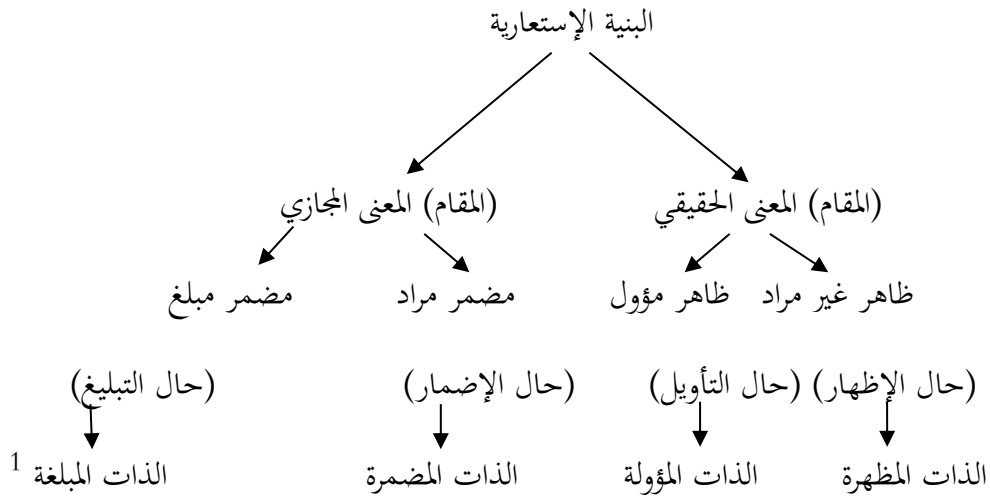 البنية الإستعارية
(المقام) المعنى الحقيقي (المقام) المعنى المجازي
ظاهر غير مراد ظاهر مؤول مضمر مراد مضمر مبلغ
(حال الإظهار) (حال التأويل) (حال الإضمار) (حال التبليغ)
الذات المظهرة الذات المؤولة الذات المضمرة الذات المبلغة 1